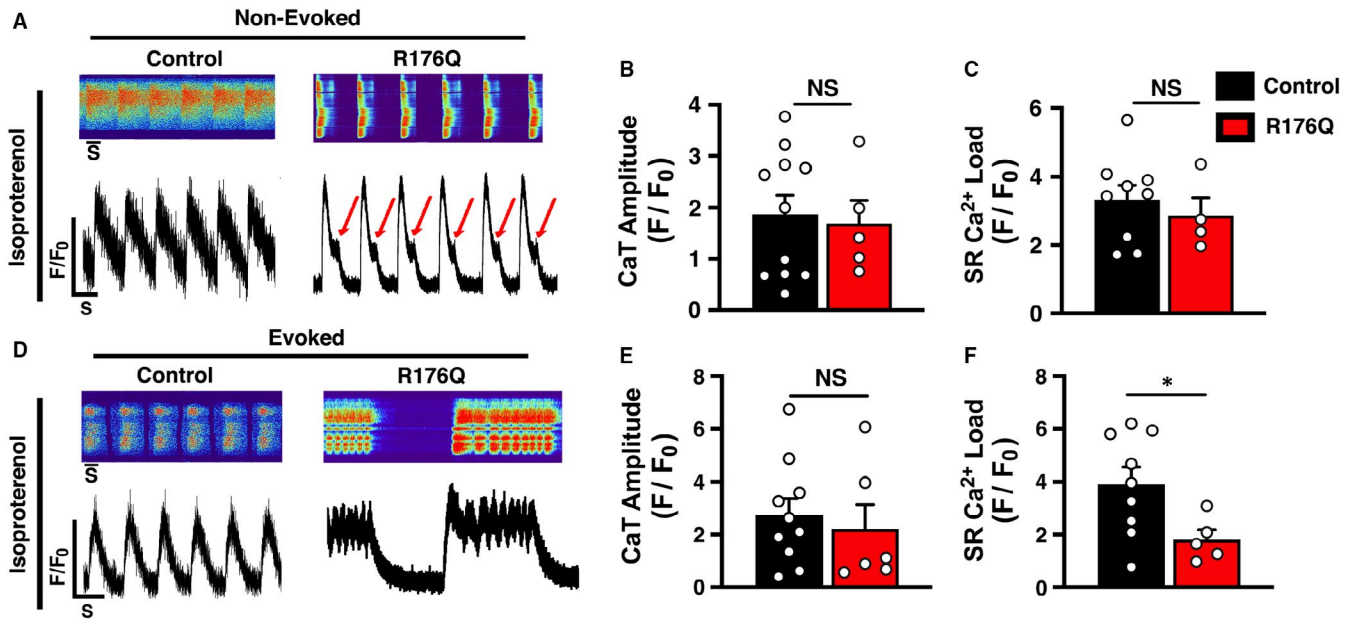 A
Non-Evoked
Control
R176Q
Isoproterenol
S
F/F0
S
B
NS
CaT Amplitude
(F / F0)
4
3
2
1
0
C
NS
SR Ca2+ Load
(F / F0)
6
4
2
0
Control
R176Q
D
Evoked
Control
R176Q
Isoproterenol
S
F/F0
S
E
NS
CaT Amplitude
(F / F0)
8
6
4
2
0
F
*
SR Ca2+ Load
(F / F0)
8
6
4
2
0